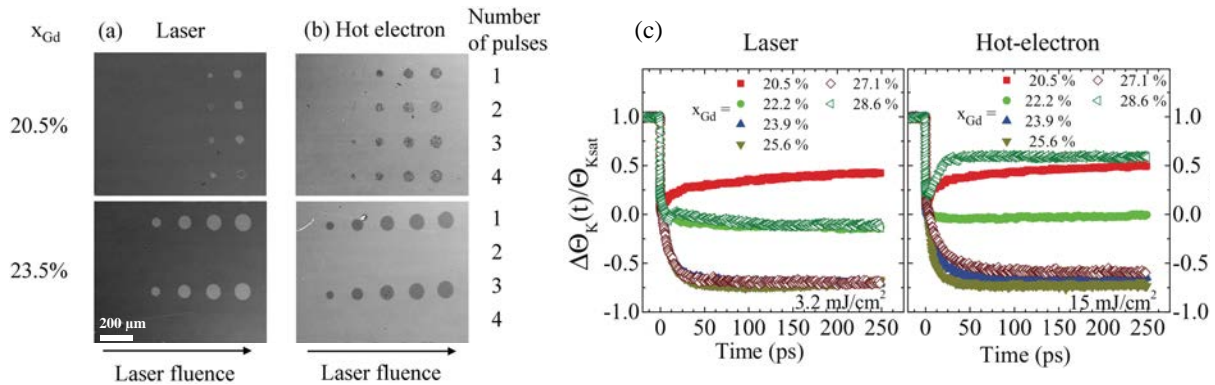 x_Gd
(a) Laser
(b) Hot electron
Number
of pulses
20.5%
1
2
3
4
23.5%
1
2
3
4
200 µm
Laser fluence
Laser fluence
(c)
Laser
Hot-electron
ΔΘ_K(t)/Θ_Ksat
1.0
0.5
0.0
-0.5
-1.0
x_Gd =
20.5 %
22.2 %
23.9 %
25.6 %
27.1 %
28.6 %
3.2 mJ/cm²
0 50 100 150 200 250
Time (ps)
x_Gd =
20.5 %
22.2 %
23.9 %
25.6 %
27.1 %
28.6 %
15 mJ/cm²
0 50 100 150 200 250
Time (ps)
1.0
0.5
0.0
-0.5
-1.0